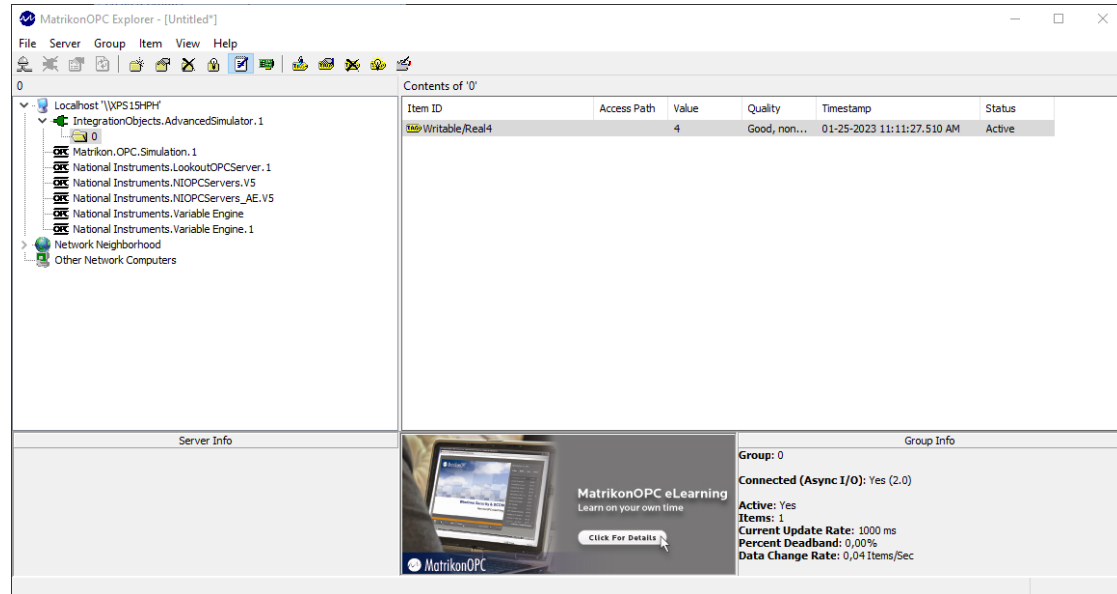 MatrikonOPC Explorer - [Untitled*]
File Server Group Item View Help
0
Contents of '0'
Localhost '\\XPS15HPH'
IntegrationObjects.AdvancedSimulator.1
0
Matrikon.OPC.Simulation.1
National Instruments.LookoutOPCServer.1
National Instruments.NIOPCServers.V5
National Instruments.NIOPCServers_AE.V5
National Instruments.Variable Engine
National Instruments.Variable Engine.1
Network Neighborhood
Other Network Computers
Item ID Access Path Value Quality Timestamp Status
Writable/Real4 4 Good, non... 01-25-2023 11:11:27.510 AM Active
Server Info
MatrikonOPC eLearning
Learn on your own time
Click For Details
MatrikonOPC
Group Info
Group: 0
Connected (Async I/O): Yes (2.0)
Active: Yes
Items: 1
Current Update Rate: 1000 ms
Percent Deadband: 0,00%
Data Change Rate: 0,04 Items/Sec